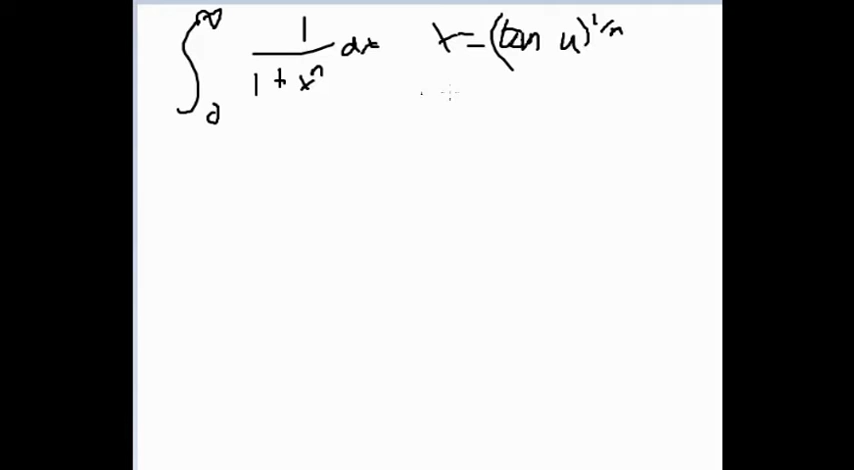 ∫₀^∞ 1/(1 + xⁿ) dx x = (tan u)^(1/n)